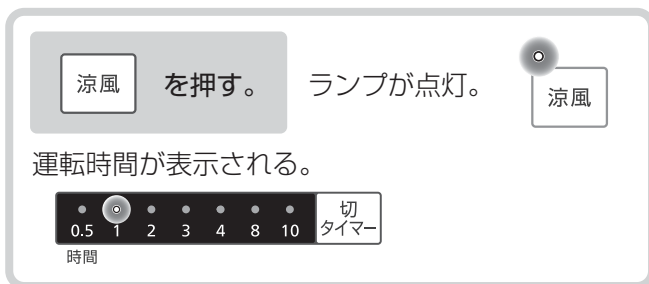 涼風 を押す。 ランプが点灯。 涼風
運転時間が表示される。
0.5 1 2 3 4 8 10 切タイマー
時間